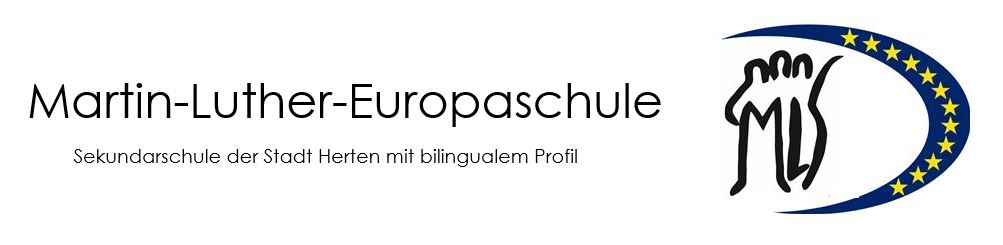 Martin-Luther-Europaschule
Sekundarschule der Stadt Herten mit bilingualem Profil
MLS